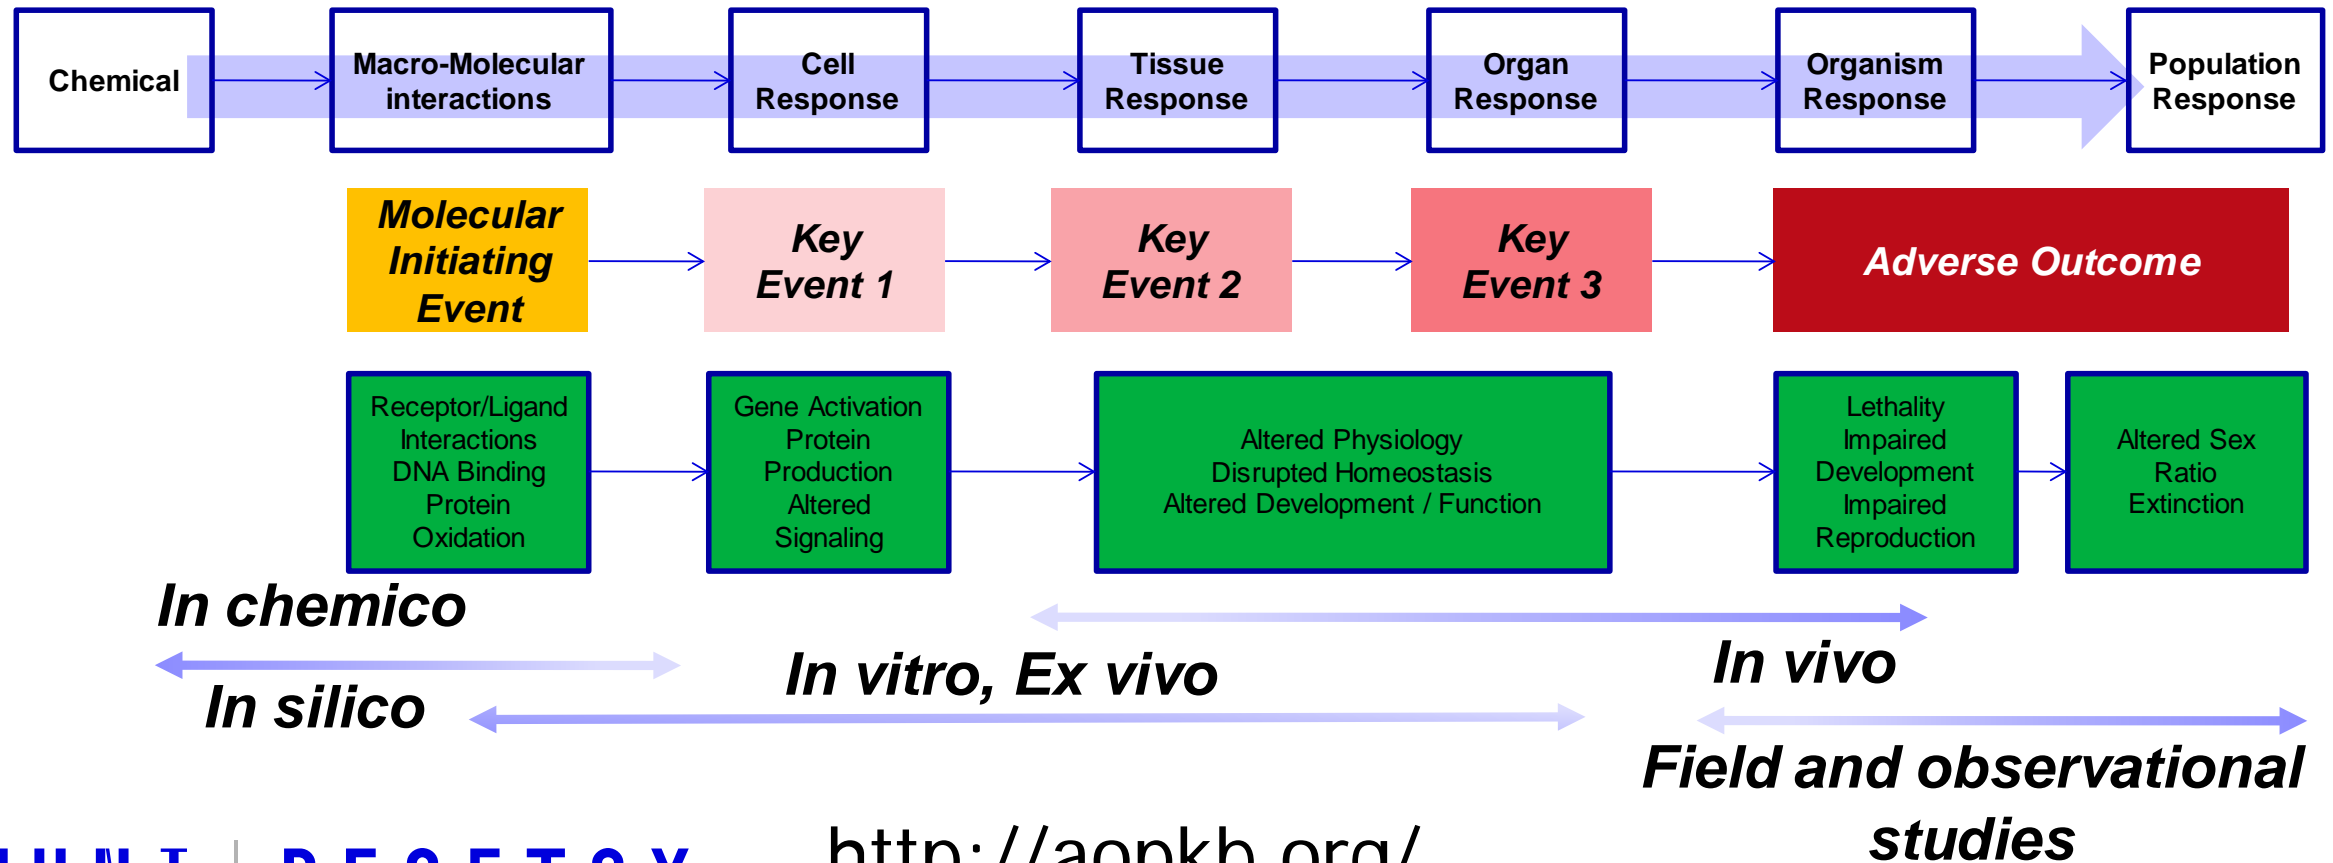 Chemical
Macro-Molecular
interactions
Cell
Response
Tissue
Response
Organ
Response
Organism
Response
Population
Response
Molecular
Initiating
Event
Key
Event 1
Key
Event 2
Key
Event 3
Adverse Outcome
Receptor/Ligand
Interactions
DNA Binding
Protein
Oxidation
Gene Activation
Protein
Production
Altered
Signaling
Altered Physiology
Disrupted Homeostasis
Altered Development / Function
Lethality
Impaired
Development
Impaired
Reproduction
Altered Sex
Ratio
Extinction
In chemico
In silico
In vitro, Ex vivo
In vivo
Field and observational
studies
http://aopkb.org/